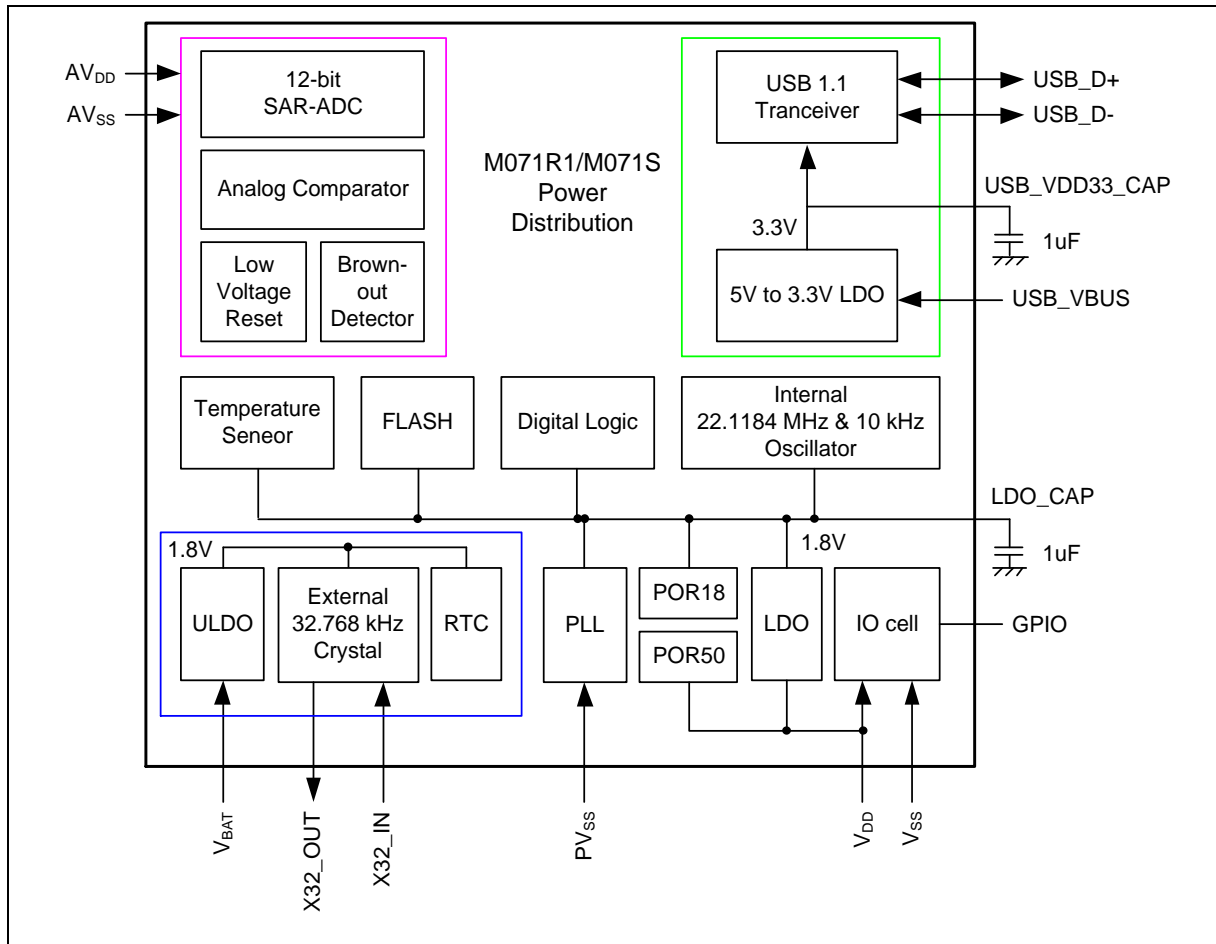 AVDD
AVSS
12-bit
SAR-ADC
Analog Comparator
Low
Voltage
Reset
Brown-
out
Detector
M071R1/M071S
Power
Distribution
USB 1.1
Tranceiver
3.3V
5V to 3.3V LDO
USB_D+
USB_D-
USB_VDD33_CAP
1uF
USB_VBUS
Temperature
Seneor
FLASH
Digital Logic
Internal
22.1184 MHz & 10 kHz
Oscillator
LDO_CAP
1uF
1.8V
ULDO
External
32.768 kHz
Crystal
RTC
PLL
POR18
POR50
1.8V
LDO
IO cell
GPIO
VBAT
X32_OUT
X32_IN
PVSS
VDD
VSS